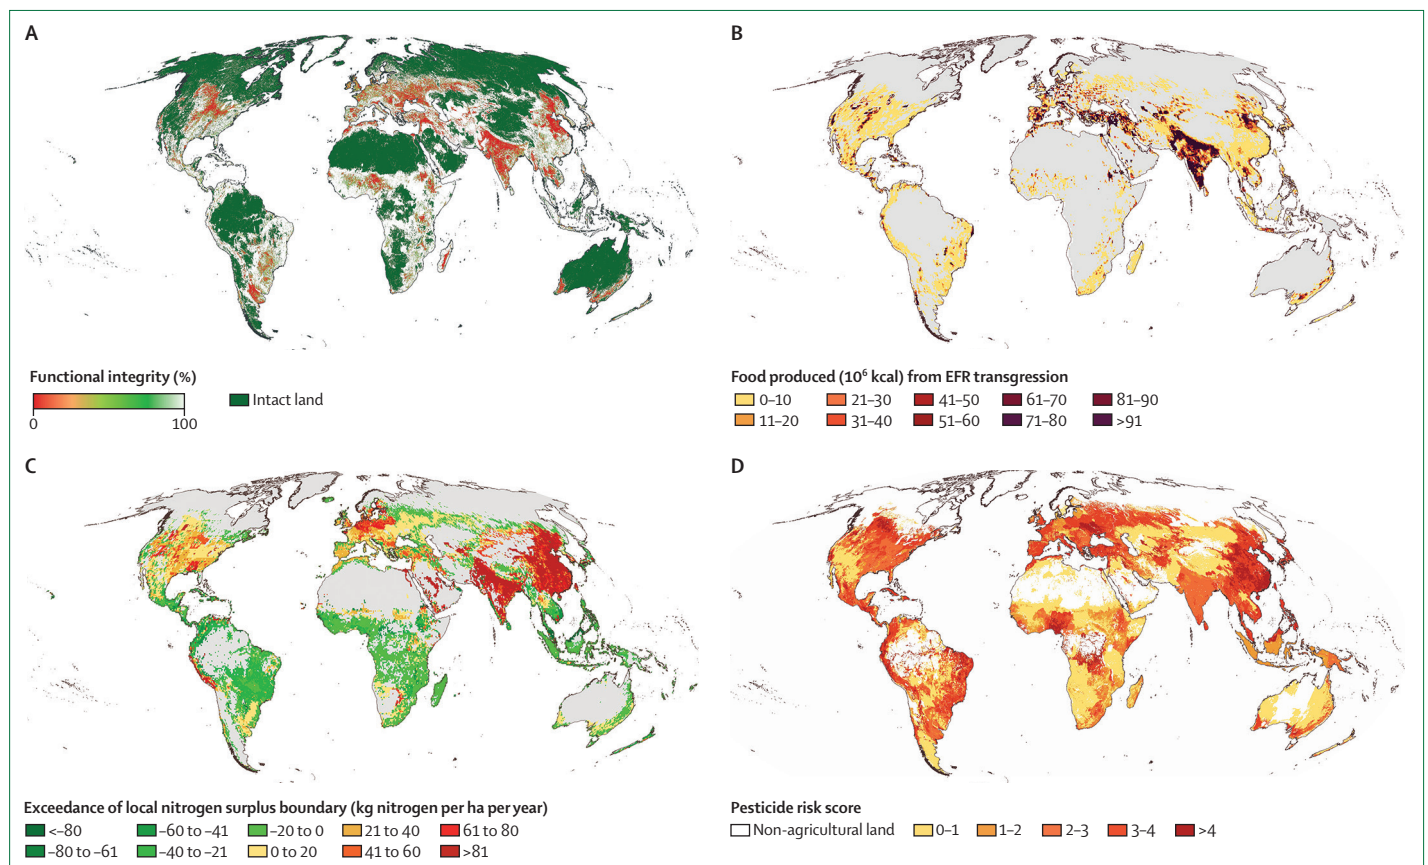 A
B
Functional integrity (%)
0
100
Intact land
Food produced (10⁶ kcal) from EFR transgression
0–10 21–30 41–50 61–70 81–90
11–20 31–40 51–60 71–80 >91
C
D
Exceedance of local nitrogen surplus boundary (kg nitrogen per ha per year)
<–80 –60 to –41 –20 to 0 21 to 40 61 to 80
–80 to –61 –40 to –21 0 to 20 41 to 60 >81
Pesticide risk score
Non-agricultural land 0–1 1–2 2–3 3–4 >4